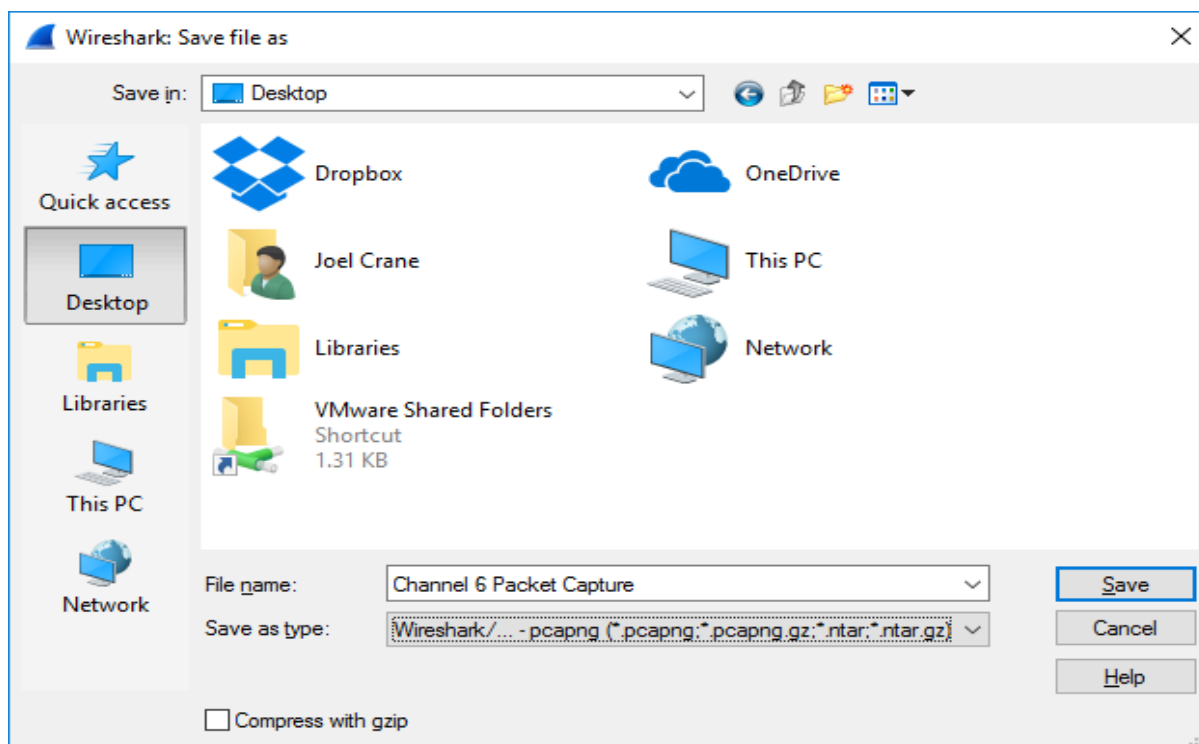 Wireshark: Save file as
Save in:
Desktop
Quick access
Desktop
Libraries
This PC
Network
Dropbox
OneDrive
Joel Crane
This PC
Libraries
Network
VMware Shared Folders
Shortcut
1.31 KB
File name:
Channel 6 Packet Capture
Save
Save as type:
Wireshark/... - pcapng (*.pcapng;*.pcapng.gz;*.ntar;*.ntar.gz)
Cancel
Help
Compress with gzip